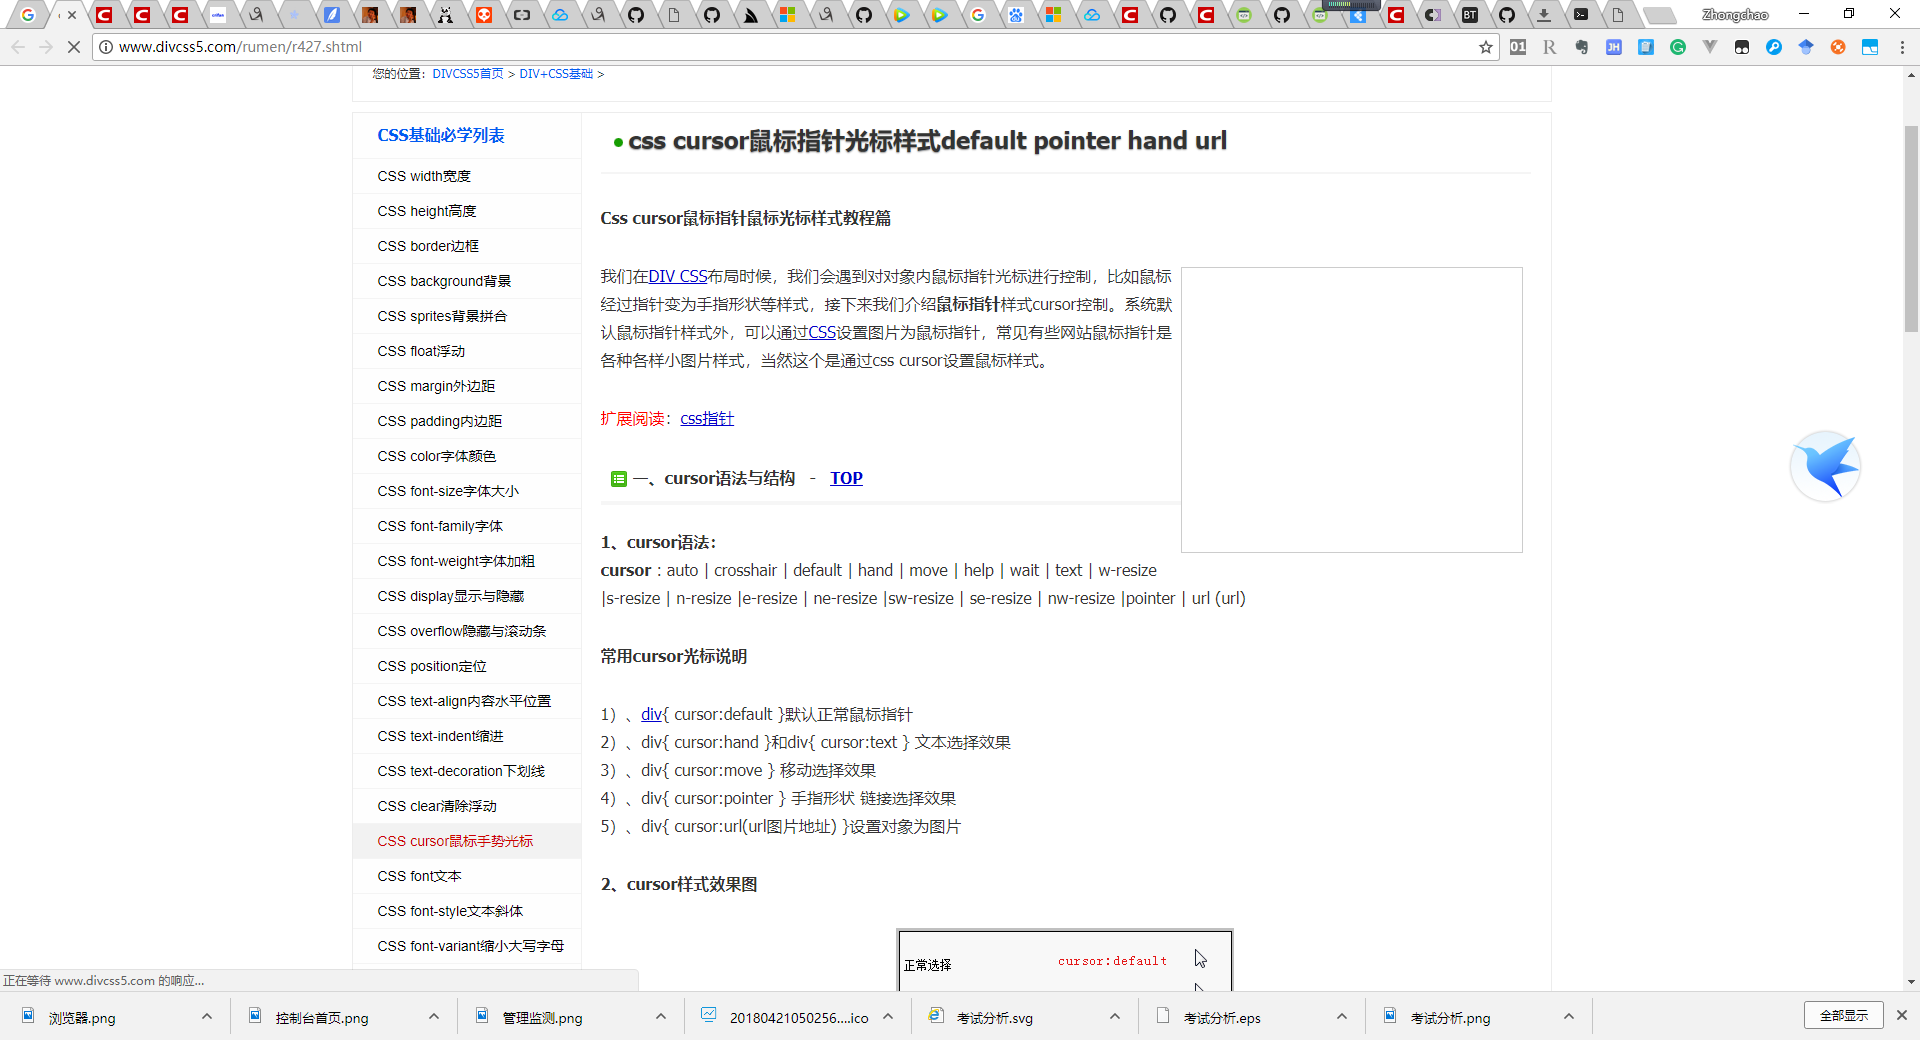 Zhongchao
www.divcss5.com/rumen/r427.shtml
您的位置：DIVCSS5首页 > DIV+CSS基础 >
CSS基础必学列表
CSS width宽度
CSS height高度
CSS border边框
CSS background背景
CSS sprites背景拼合
CSS float浮动
CSS margin外边距
CSS padding内边距
CSS color字体颜色
CSS font-size字体大小
CSS font-family字体
CSS font-weight字体加粗
CSS display显示与隐藏
CSS overflow隐藏与滚动条
CSS position定位
CSS text-align内容水平位置
CSS text-indent缩进
CSS text-decoration下划线
CSS clear清除浮动
CSS cursor鼠标手势光标
CSS font文本
CSS font-style文本斜体
CSS font-variant缩小大写字母
css cursor鼠标指针光标样式default pointer hand url
Css cursor鼠标指针鼠标光标样式教程篇
我们在DIV CSS布局时候，我们会遇到对对象内鼠标指针光标进行控制，比如鼠标
经过指针变为手指形状等样式，接下来我们介绍鼠标指针样式cursor控制。系统默
认鼠标指针样式外，可以通过CSS设置图片为鼠标指针，常见有些网站鼠标指针是
各种各样小图片样式，当然这个是通过css cursor设置鼠标样式。
扩展阅读：css指针
一、cursor语法与结构 - TOP
1、cursor语法：
cursor : auto | crosshair | default | hand | move | help | wait | text | w-resize
|s-resize | n-resize |e-resize | ne-resize |sw-resize | se-resize | nw-resize |pointer | url (url)
常用cursor光标说明
1）、div{ cursor:default }默认正常鼠标指针
2）、div{ cursor:hand }和div{ cursor:text } 文本选择效果
3）、div{ cursor:move } 移动选择效果
4）、div{ cursor:pointer } 手指形状 链接选择效果
5）、div{ cursor:url(url图片地址) }设置对象为图片
2、cursor样式效果图
正常选择 cursor:default
正在等待 www.divcss5.com 的响应...
浏览器.png
控制台首页.png
管理监测.png
20180421050256....ico
考试分析.svg
考试分析.eps
考试分析.png
全部显示